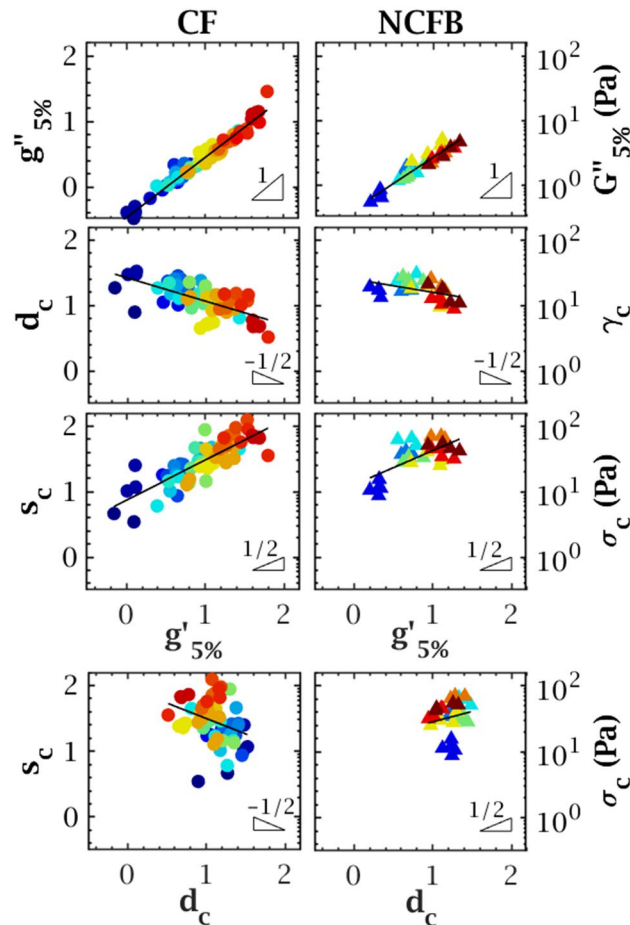 CF NCFB
2
1
0
g"5%
1
1
10²
10¹
10⁰
G"5% (Pa)
2
1
0
dc
−1/2
−1/2
10²
10¹
10⁰
γc
2
1
0
sc
1/2
1/2
10²
10¹
10⁰
σc (Pa)
0 1 2 0 1 2
g'5% g'5%
2
1
0
sc
−1/2
1/2
10²
10¹
10⁰
σc (Pa)
0 1 2 0 1 2
dc dc